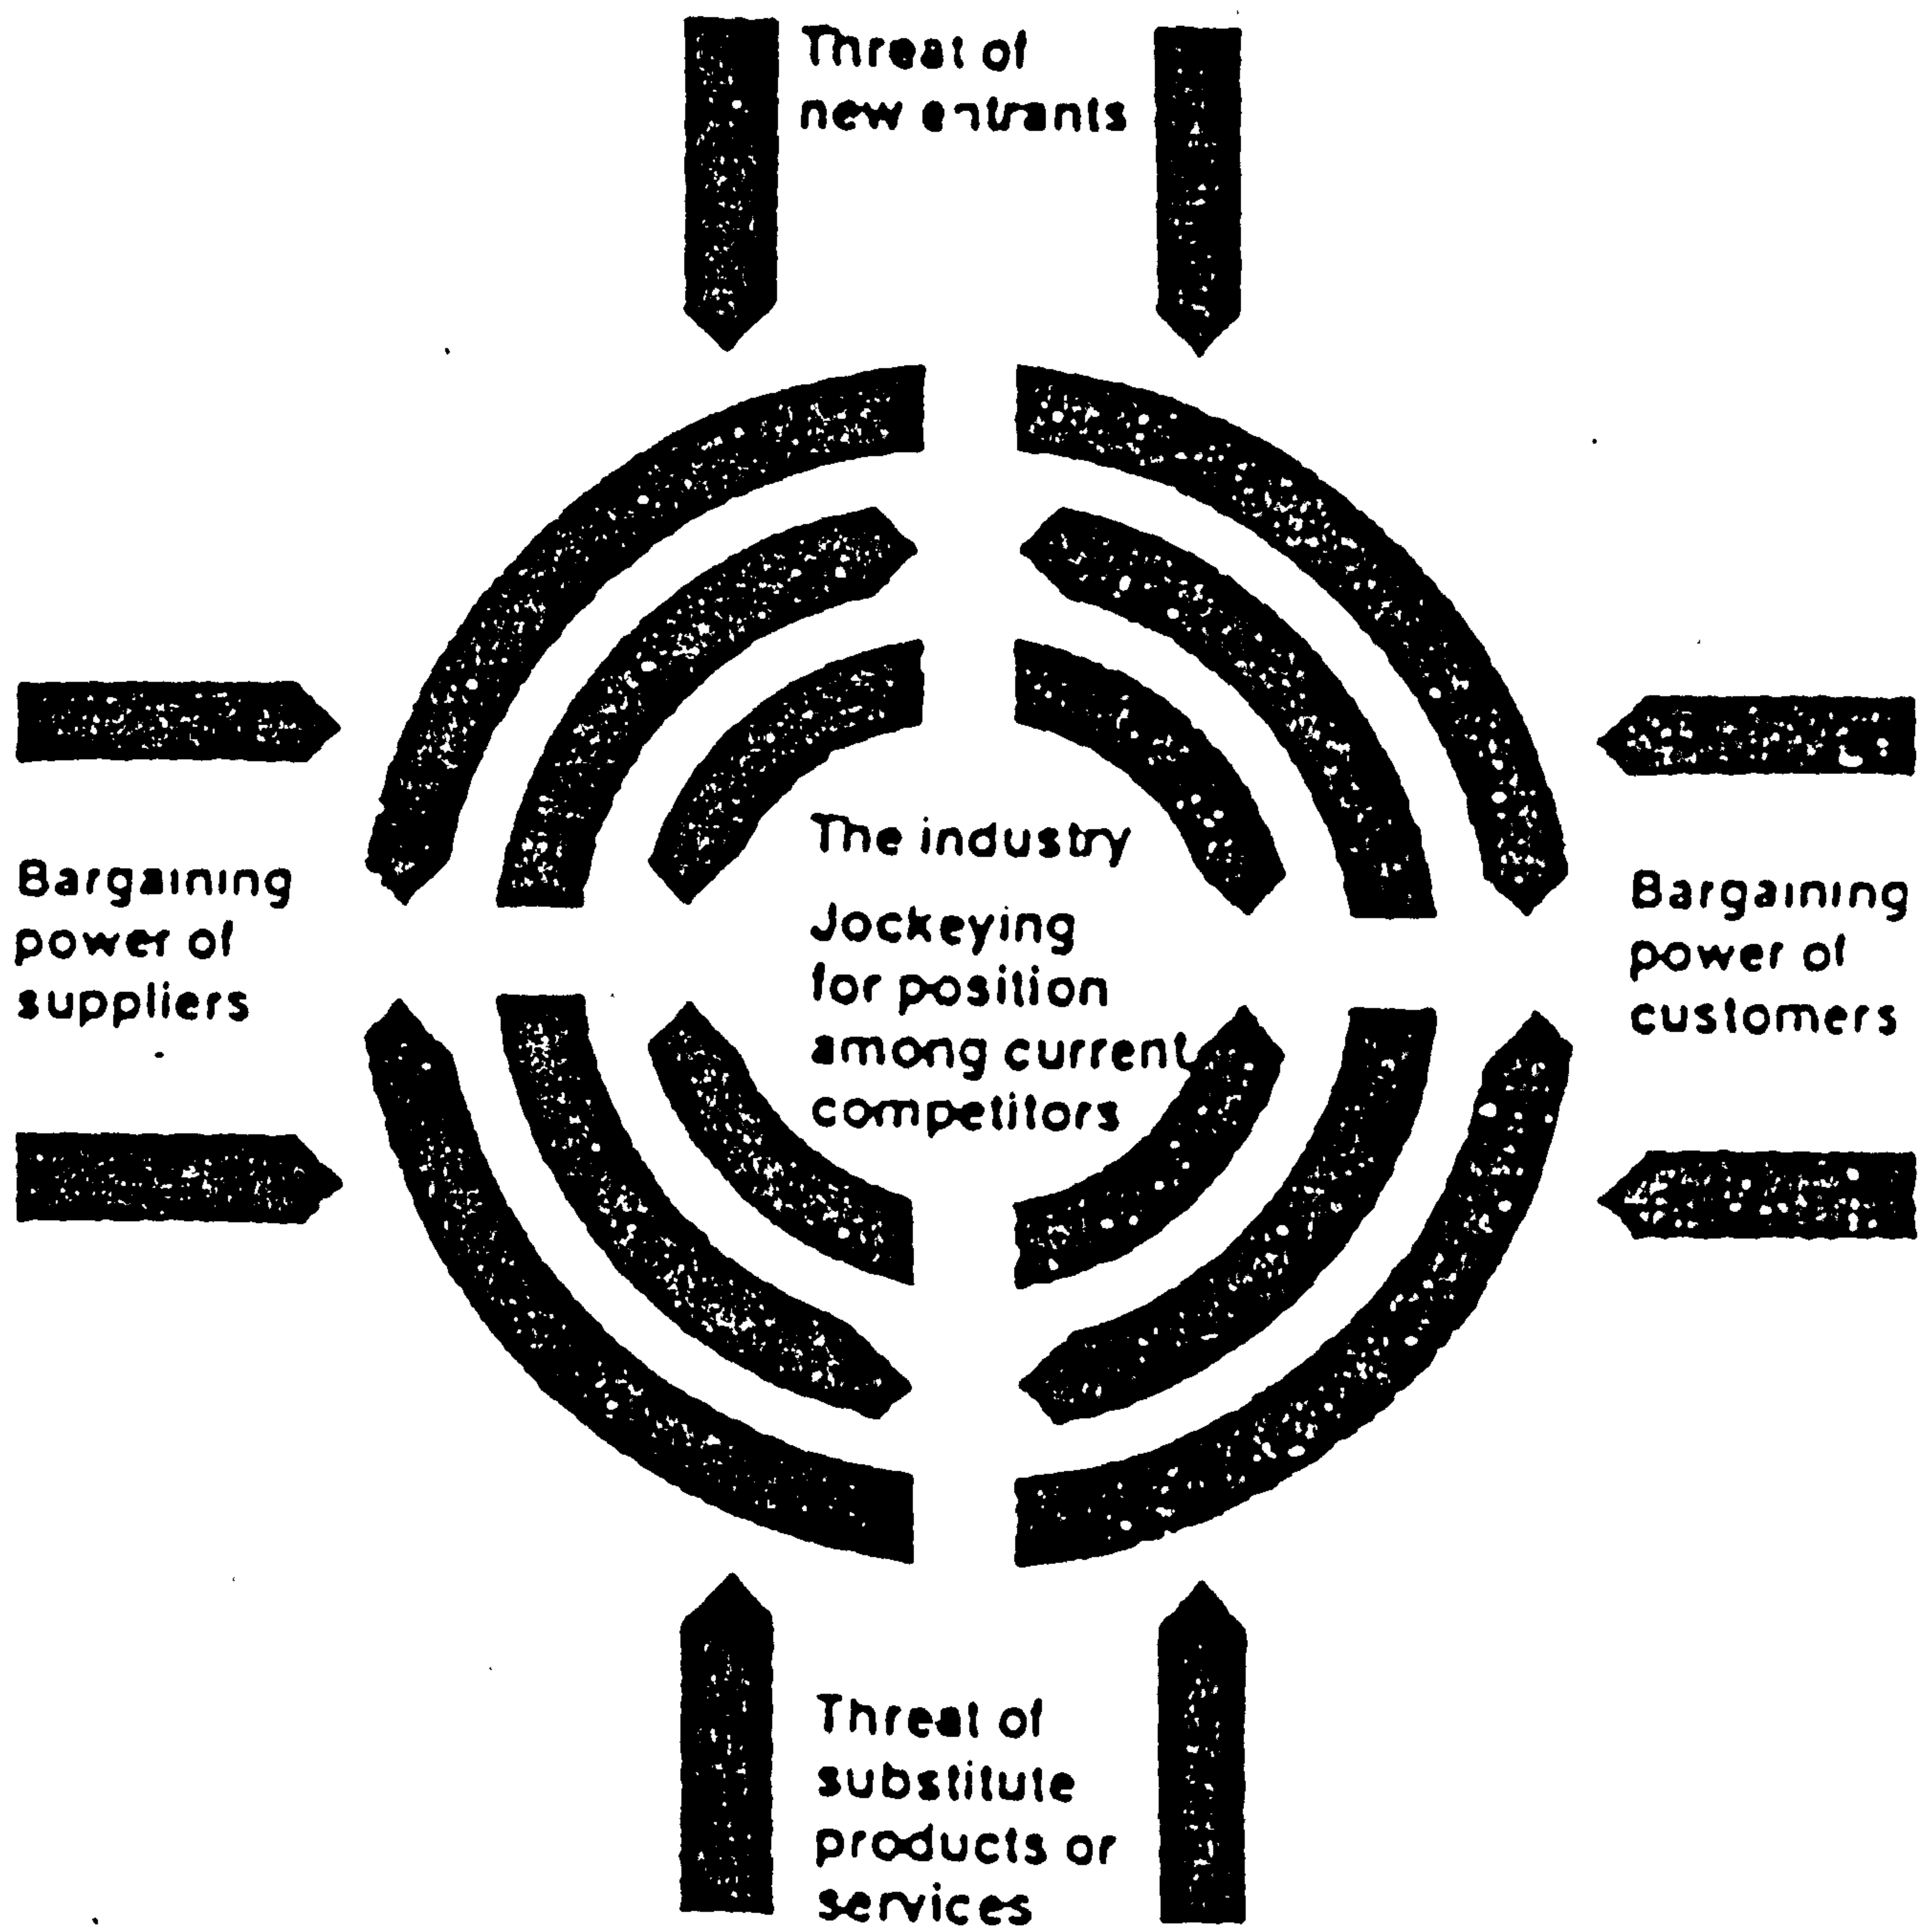 Threat of
new entrants
The industry
Jockeying
for position
among current
competitors
Bargaining
power of
suppliers
Bargaining
power of
customers
Threat of
substitute
products or
services